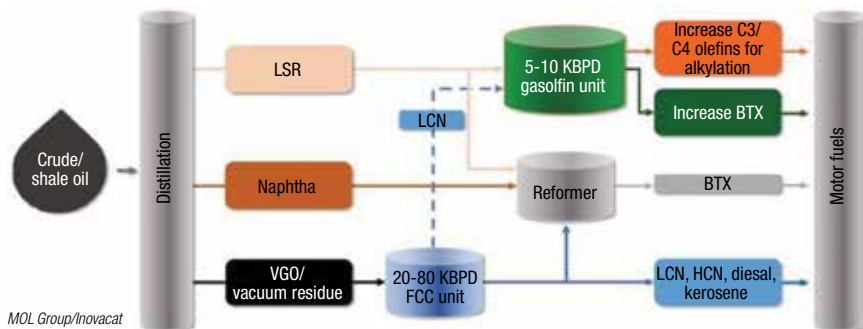 Crude/
shale oil
Distillation
LSR
Naphtha
VGO/
vacuum residue
LCN
20-80 KBPD
FCC unit
5-10 KBPD
gasolfin unit
Reformer
Increase C3/
C4 olefins for
alkylation
Increase BTX
BTX
LCN, HCN, diesal,
kerosene
Motor fuels
MOL Group/Inovacat